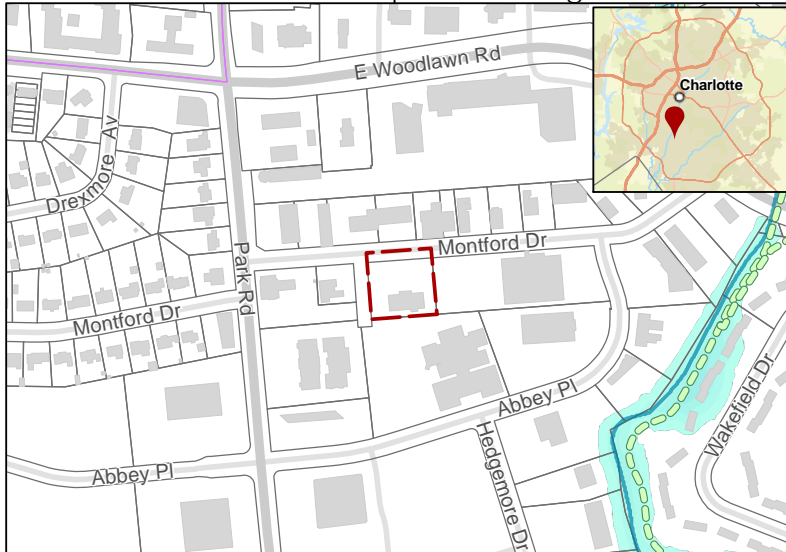 E Woodlawn Rd
Charlotte
Drexmore Av
Park Rd
Montford Dr
Montford Dr
Abbey Pl
Abbey Pl
Hedgemore Dr
Wakefield Dr